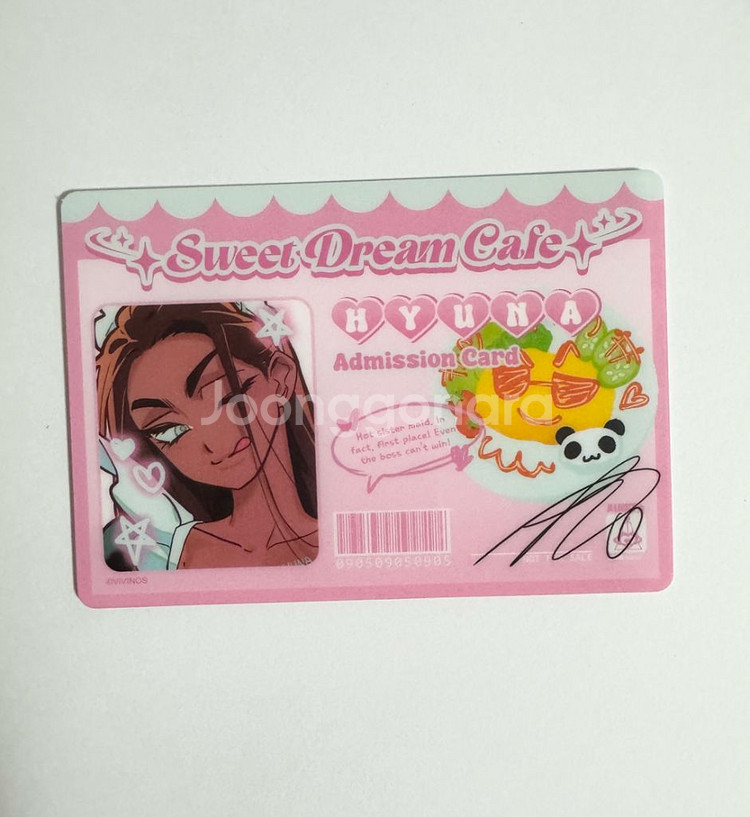 Sweet Dream Cafe
HYUNA
Admission Card
Joonggonara
Hot sister maid. In
fact, first place! Even
the boss can't win!
090509050905
©VIVINOS